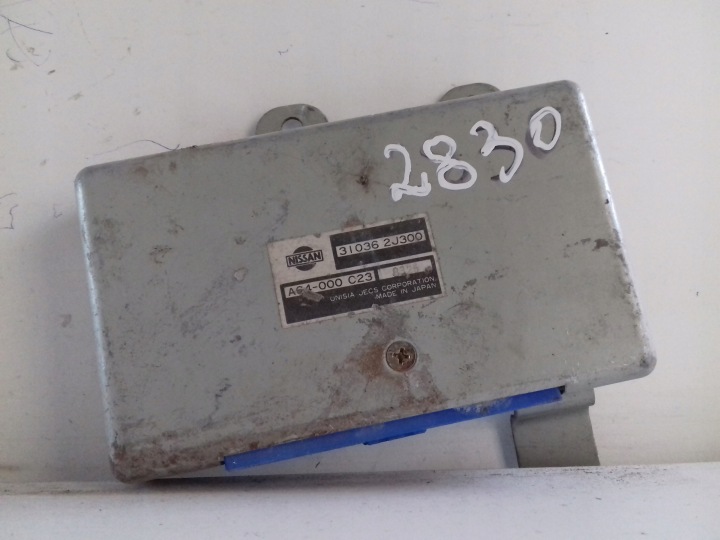 2830
NISSAN
31036 2J300
A64-000 C23
UNISIA JECS CORPORATION
MADE IN JAPAN